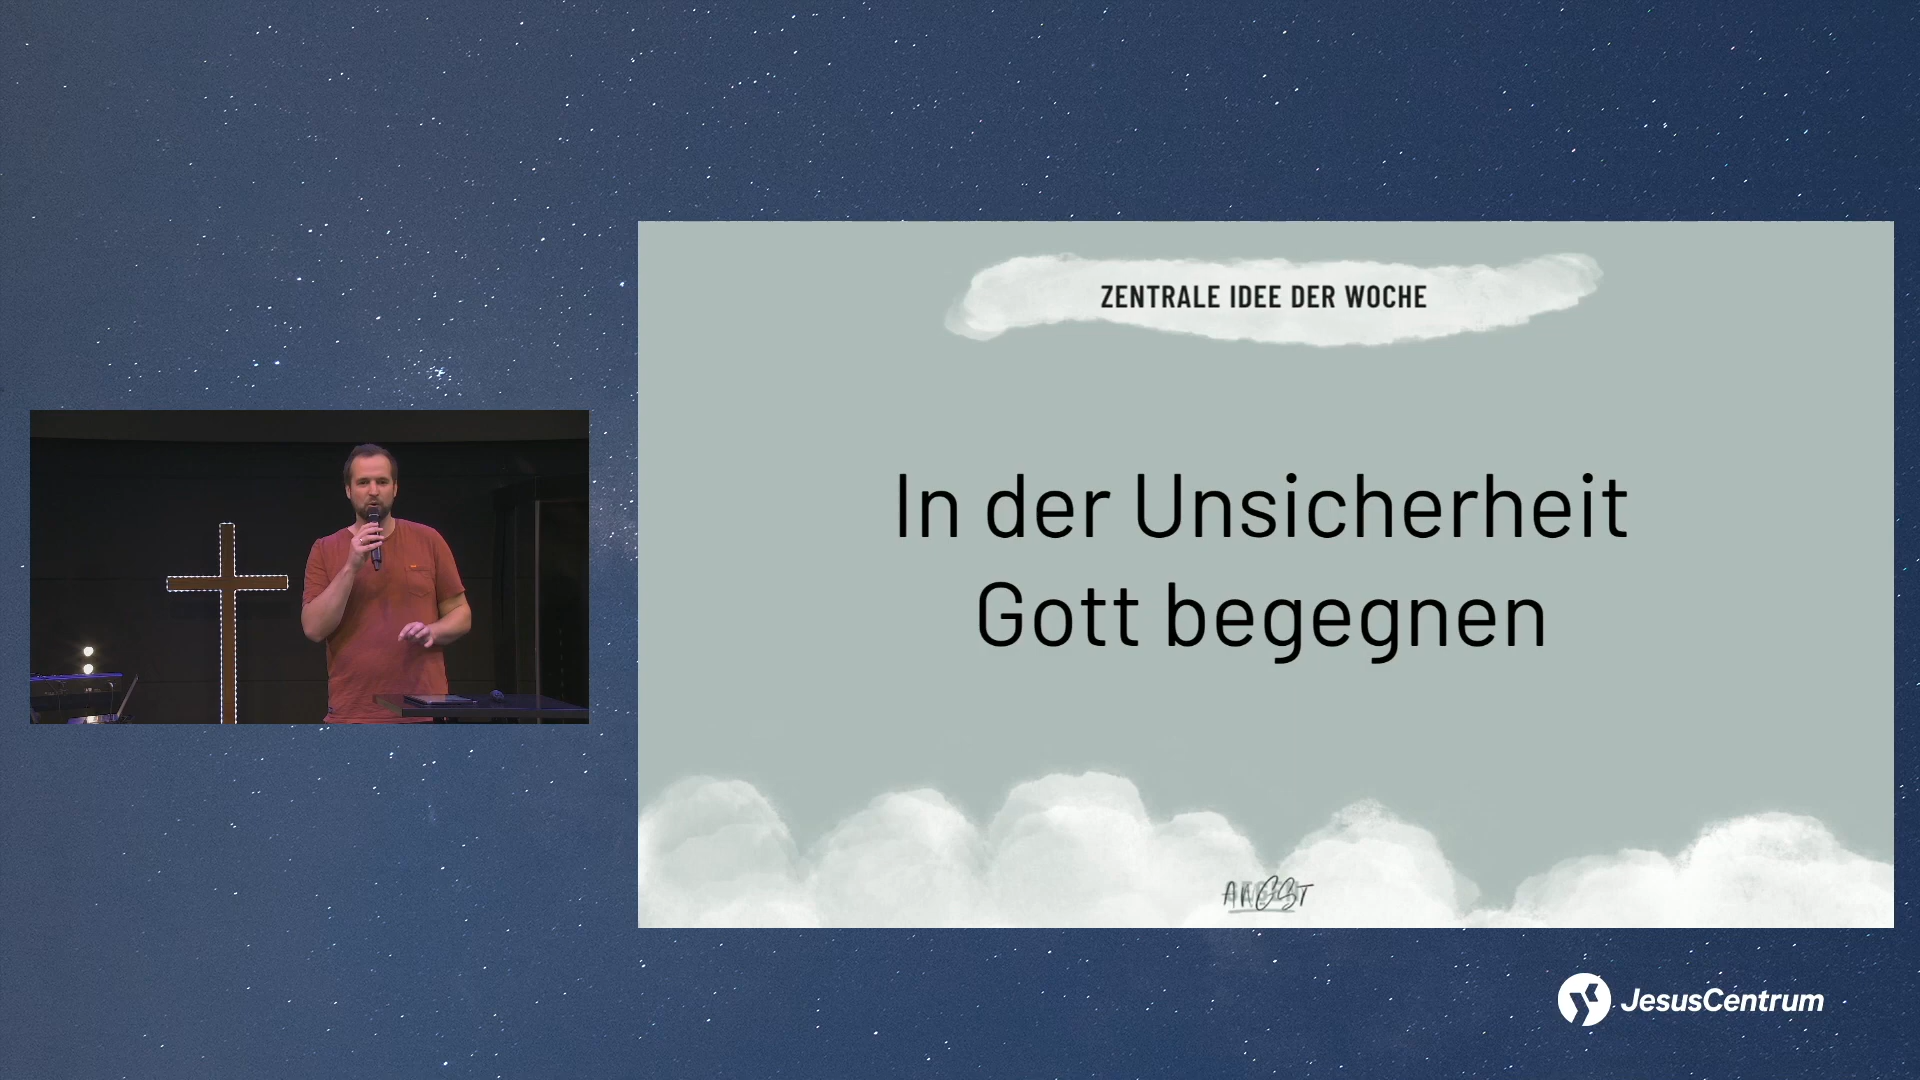 ZENTRALE IDEE DER WOCHE
In der Unsicherheit
Gott begegnen
ANGST
JesusCentrum